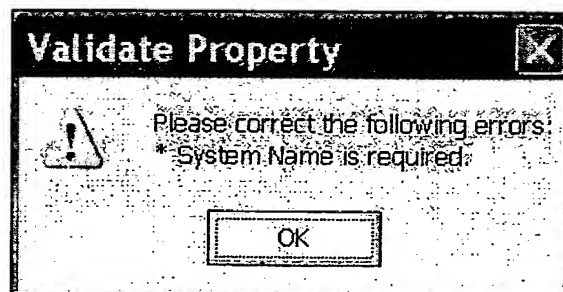 Validate Property
Please correct the following errors:
* System Name is required.
OK